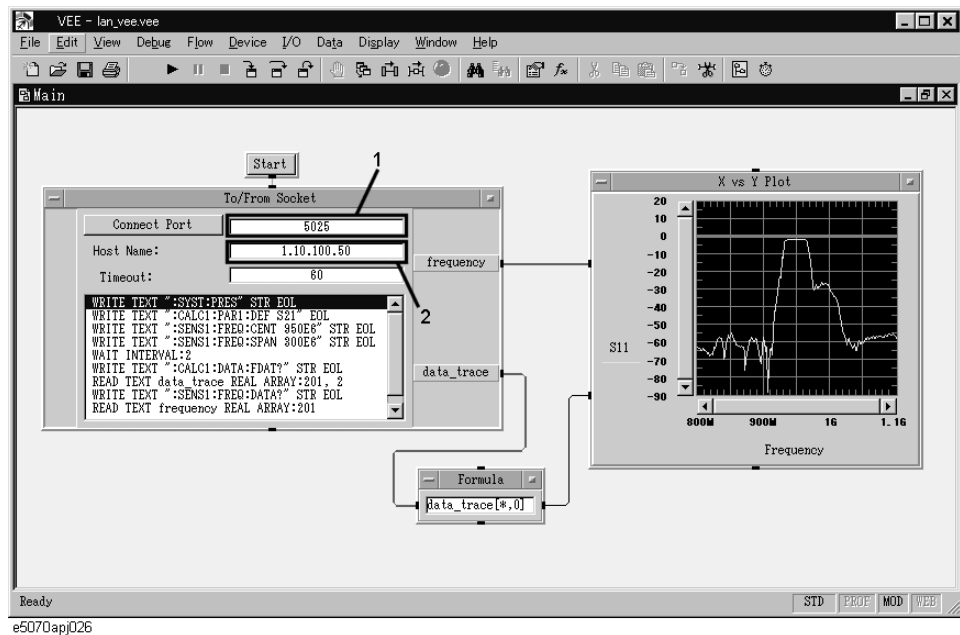 VEE - lan_vee.vee
File Edit View Debug Flow Device I/O Data Display Window Help
Main
Start
1
To/From Socket
Connect Port
5025
Host Name:
1.10.100.50
Timeout:
60
2
WRITE TEXT ":SYST:PRES" STR EOL
WRITE TEXT ":CALC1:PAR1:DEF S21" EOL
WRITE TEXT ":SENS1:FREQ:CENT 950E6" STR EOL
WRITE TEXT ":SENS1:FREQ:SPAN 300E6" STR EOL
WAIT INTERVAL:2
WRITE TEXT ":CALC1:DATA:FDAT?" STR EOL
READ TEXT data_trace REAL ARRAY:201, 2
WRITE TEXT ":SENS1:FREQ:DATA?" STR EOL
READ TEXT frequency REAL ARRAY:201
frequency
data_trace
Formula
data_trace[*,0]
X vs Y Plot
20
10
0
-10
-20
-30
-40
-50
-60
-70
-80
-90
S11
800M 900M 1G 1.1G
Frequency
Ready
STD PROF MOD WEB
e5070apj026